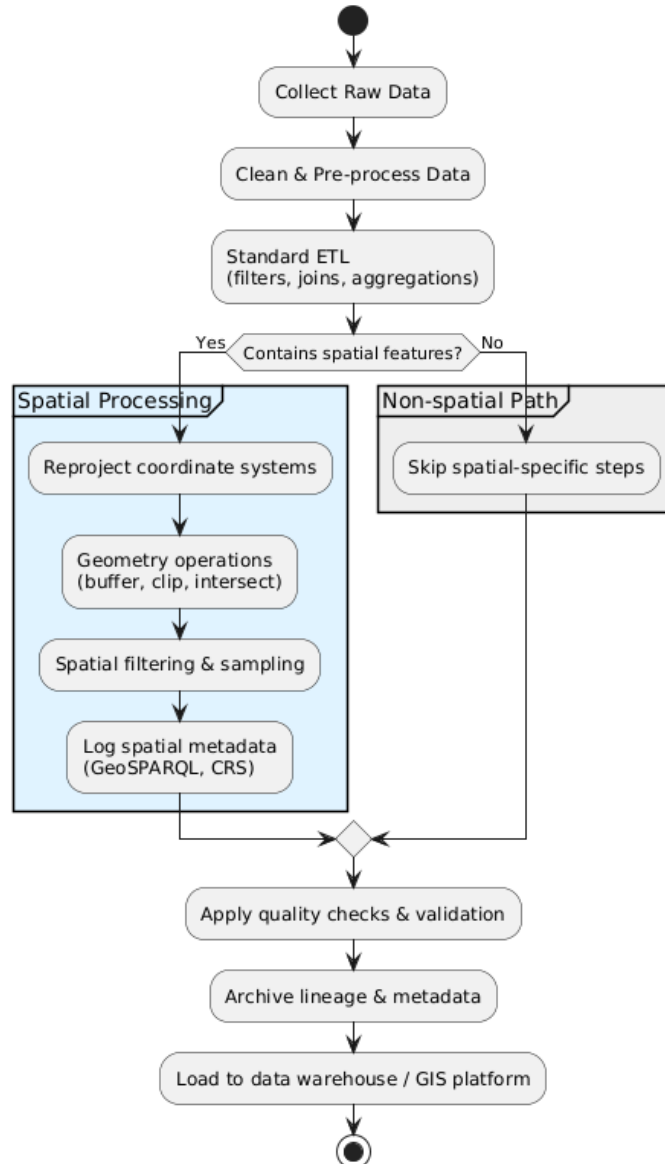 Collect Raw Data
Clean & Pre-process Data
Standard ETL
(filters, joins, aggregations)
Contains spatial features?
Yes
No
Spatial Processing
Reproject coordinate systems
Geometry operations
(buffer, clip, intersect)
Spatial filtering & sampling
Log spatial metadata
(GeoSPARQL, CRS)
Non-spatial Path
Skip spatial-specific steps
Apply quality checks & validation
Archive lineage & metadata
Load to data warehouse / GIS platform